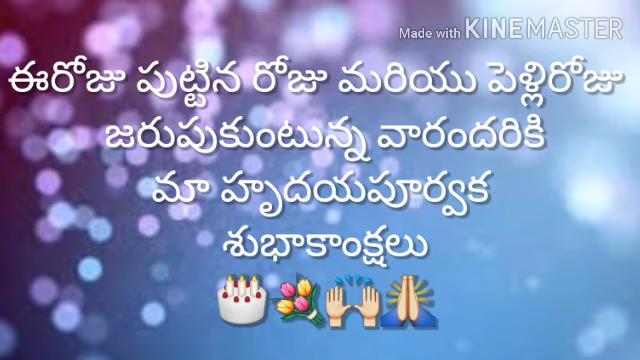 Made with KINEMASTER
ఈరోజు పుట్టిన రోజు మరియు పెళ్లిరోజు
జరుపుకుంటున్న వారందరికి
మా హృదయపూర్వక
శుభాకాంక్షలు
🎂💐🙌🙏